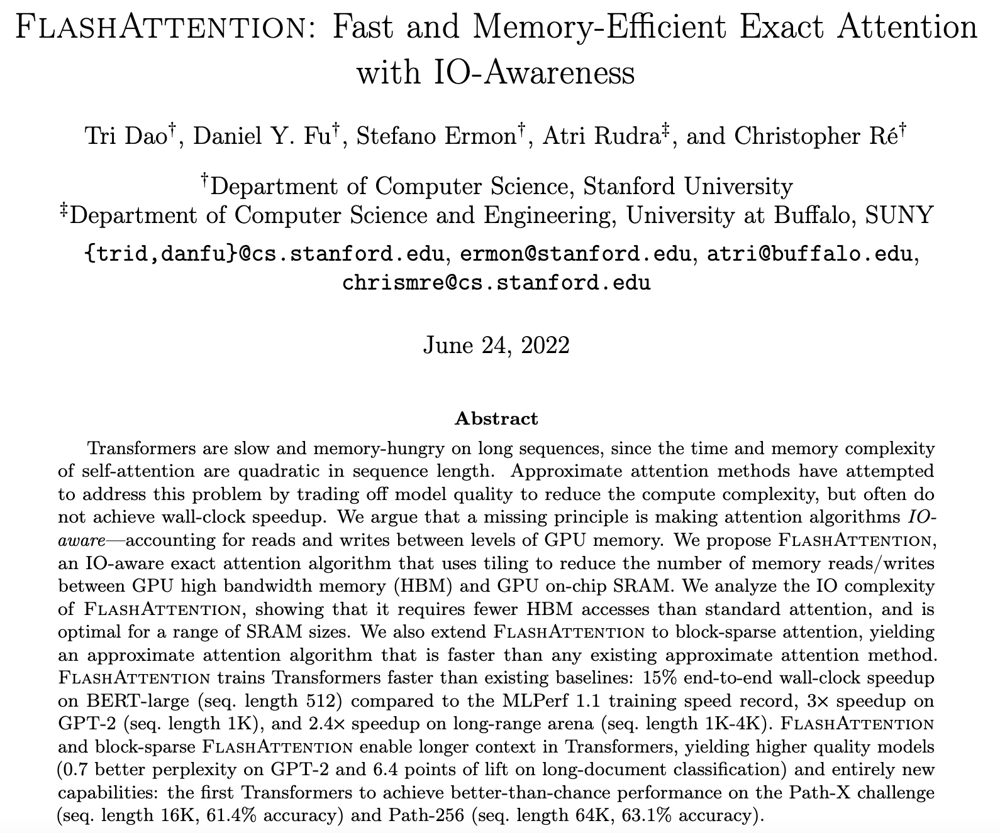 FLASHATTENTION: Fast and Memory-Efficient Exact Attention
with IO-Awareness
Tri Dao†, Daniel Y. Fu†, Stefano Ermon†, Atri Rudra‡, and Christopher Ré†
†Department of Computer Science, Stanford University
‡Department of Computer Science and Engineering, University at Buffalo, SUNY
{trid,danfu}@cs.stanford.edu, ermon@stanford.edu, atri@buffalo.edu,
chrismre@cs.stanford.edu
June 24, 2022
Abstract
Transformers are slow and memory-hungry on long sequences, since the time and memory complexity
of self-attention are quadratic in sequence length. Approximate attention methods have attempted
to address this problem by trading off model quality to reduce the compute complexity, but often do
not achieve wall-clock speedup. We argue that a missing principle is making attention algorithms IO-
aware—accounting for reads and writes between levels of GPU memory. We propose FLASHATTENTION,
an IO-aware exact attention algorithm that uses tiling to reduce the number of memory reads/writes
between GPU high bandwidth memory (HBM) and GPU on-chip SRAM. We analyze the IO complexity
of FLASHATTENTION, showing that it requires fewer HBM accesses than standard attention, and is
optimal for a range of SRAM sizes. We also extend FLASHATTENTION to block-sparse attention, yielding
an approximate attention algorithm that is faster than any existing approximate attention method.
FLASHATTENTION trains Transformers faster than existing baselines: 15% end-to-end wall-clock speedup
on BERT-large (seq. length 512) compared to the MLPerf 1.1 training speed record, 3× speedup on
GPT-2 (seq. length 1K), and 2.4× speedup on long-range arena (seq. length 1K-4K). FLASHATTENTION
and block-sparse FLASHATTENTION enable longer context in Transformers, yielding higher quality models
(0.7 better perplexity on GPT-2 and 6.4 points of lift on long-document classification) and entirely new
capabilities: the first Transformers to achieve better-than-chance performance on the Path-X challenge
(seq. length 16K, 61.4% accuracy) and Path-256 (seq. length 64K, 63.1% accuracy).